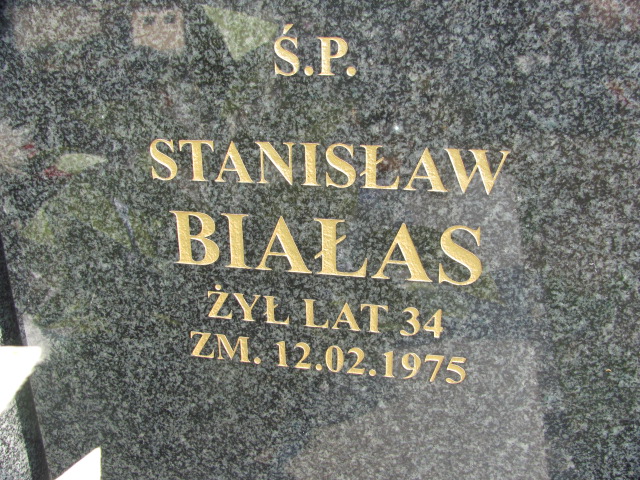 Ś.P.
STANISŁAW
BIAŁAS
ŻYŁ LAT 34
ZM. 12.02.1975